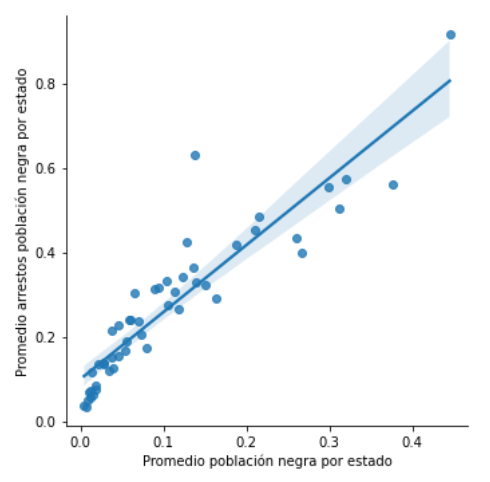 Promedio arrestos población negra por estado
0.8
0.6
0.4
0.2
0.0
0.0 0.1 0.2 0.3 0.4
Promedio población negra por estado